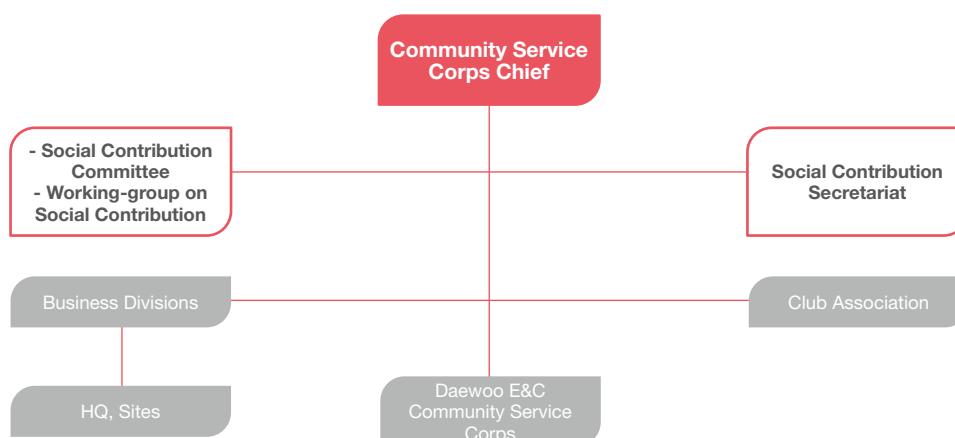 Community Service
Corps Chief
- Social Contribution
Committee
- Working-group on
Social Contribution
Social Contribution
Secretariat
Business Divisions
Club Association
HQ, Sites
Daewoo E&C
Community Service
Corps